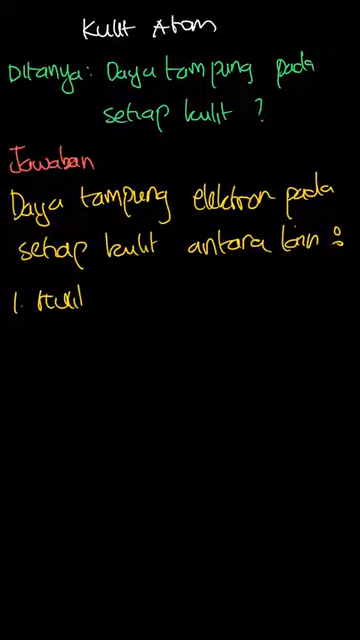 Kulit Atom
Ditanya: Daya tampung pada
setiap kulit ?
Jawaban
Daya tampung elektron pada
setiap kulit antara lain :
1. Kulit